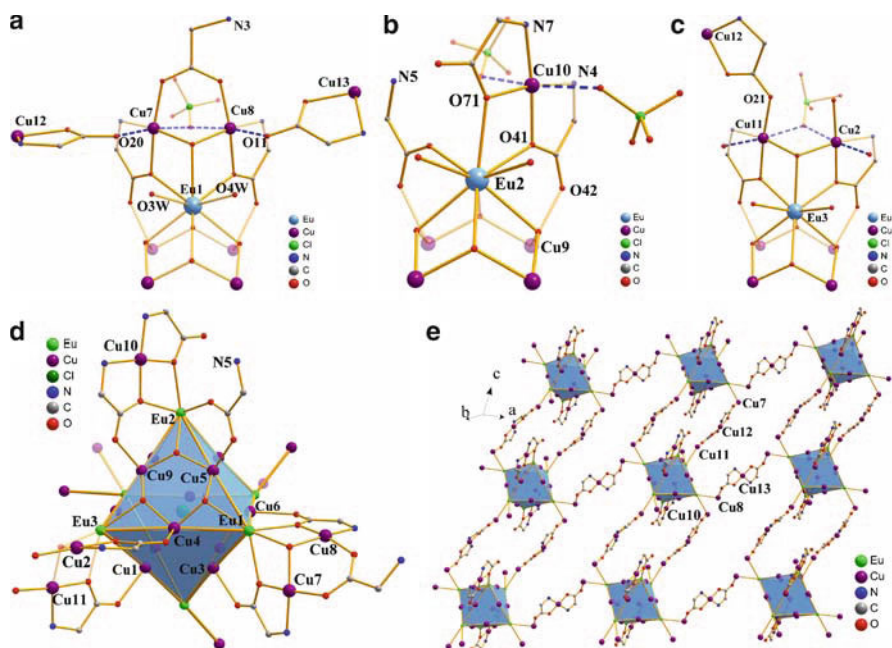 a
N3
Cu13
Cu7
Cu8
Cu12
O20
O11
Eu1
O4W
O3W
Eu
Cu
Cl
N
C
O
b
N7
N5
Cu10
N4
O71
O41
Eu2
O42
Cu9
Eu
Cu
Cl
N
C
O
c
Cu12
O21
Cu11
Cu2
Eu3
Eu
Cu
Cl
N
C
O
d
Eu
Cu
Cl
N
C
O
Cu10
N5
Eu2
Cu9
Cu5
Cu6
Eu3
Eu1
Cu4
Cu8
Cu2
Cu1
Cu3
Cu7
Cu11
e
c
b
a
Cu7
Cu12
Cu11
Cu13
Cu10
Cu8
Eu
Cu
N
C
O